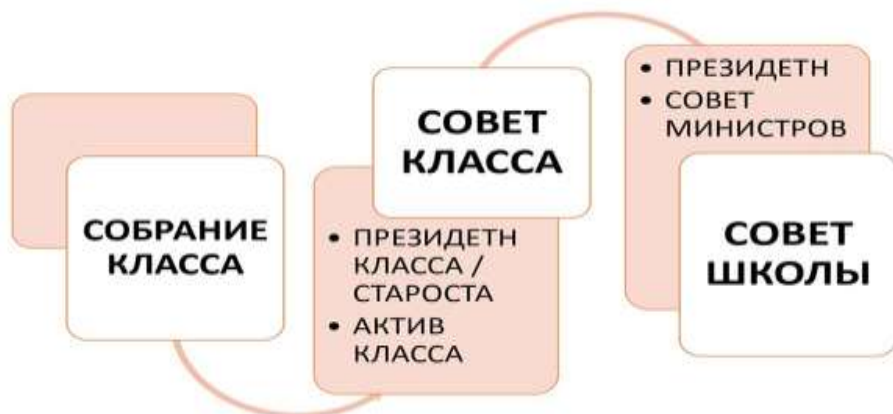 СОБРАНИЕ
КЛАССА
СОВЕТ
КЛАССА
• ПРЕЗИДЕТН
КЛАССА /
СТАРОСТА
• АКТИВ
КЛАССА
• ПРЕЗИДЕТН
• СОВЕТ
МИНИСТРОВ
СОВЕТ
ШКОЛЫ